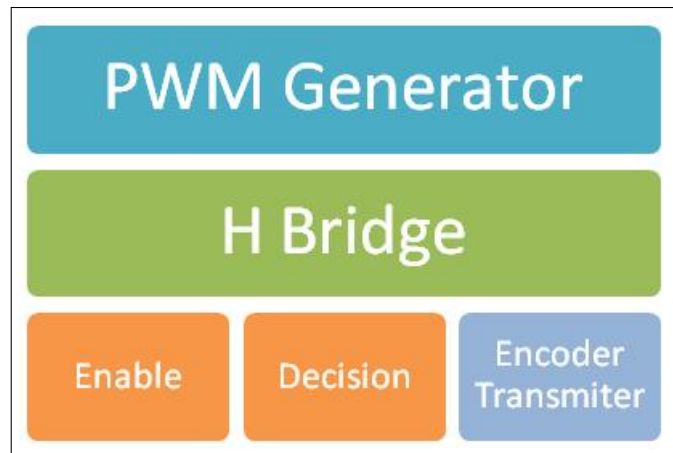 PWM Generator
H Bridge
Enable
Decision
Encoder
Transmiter